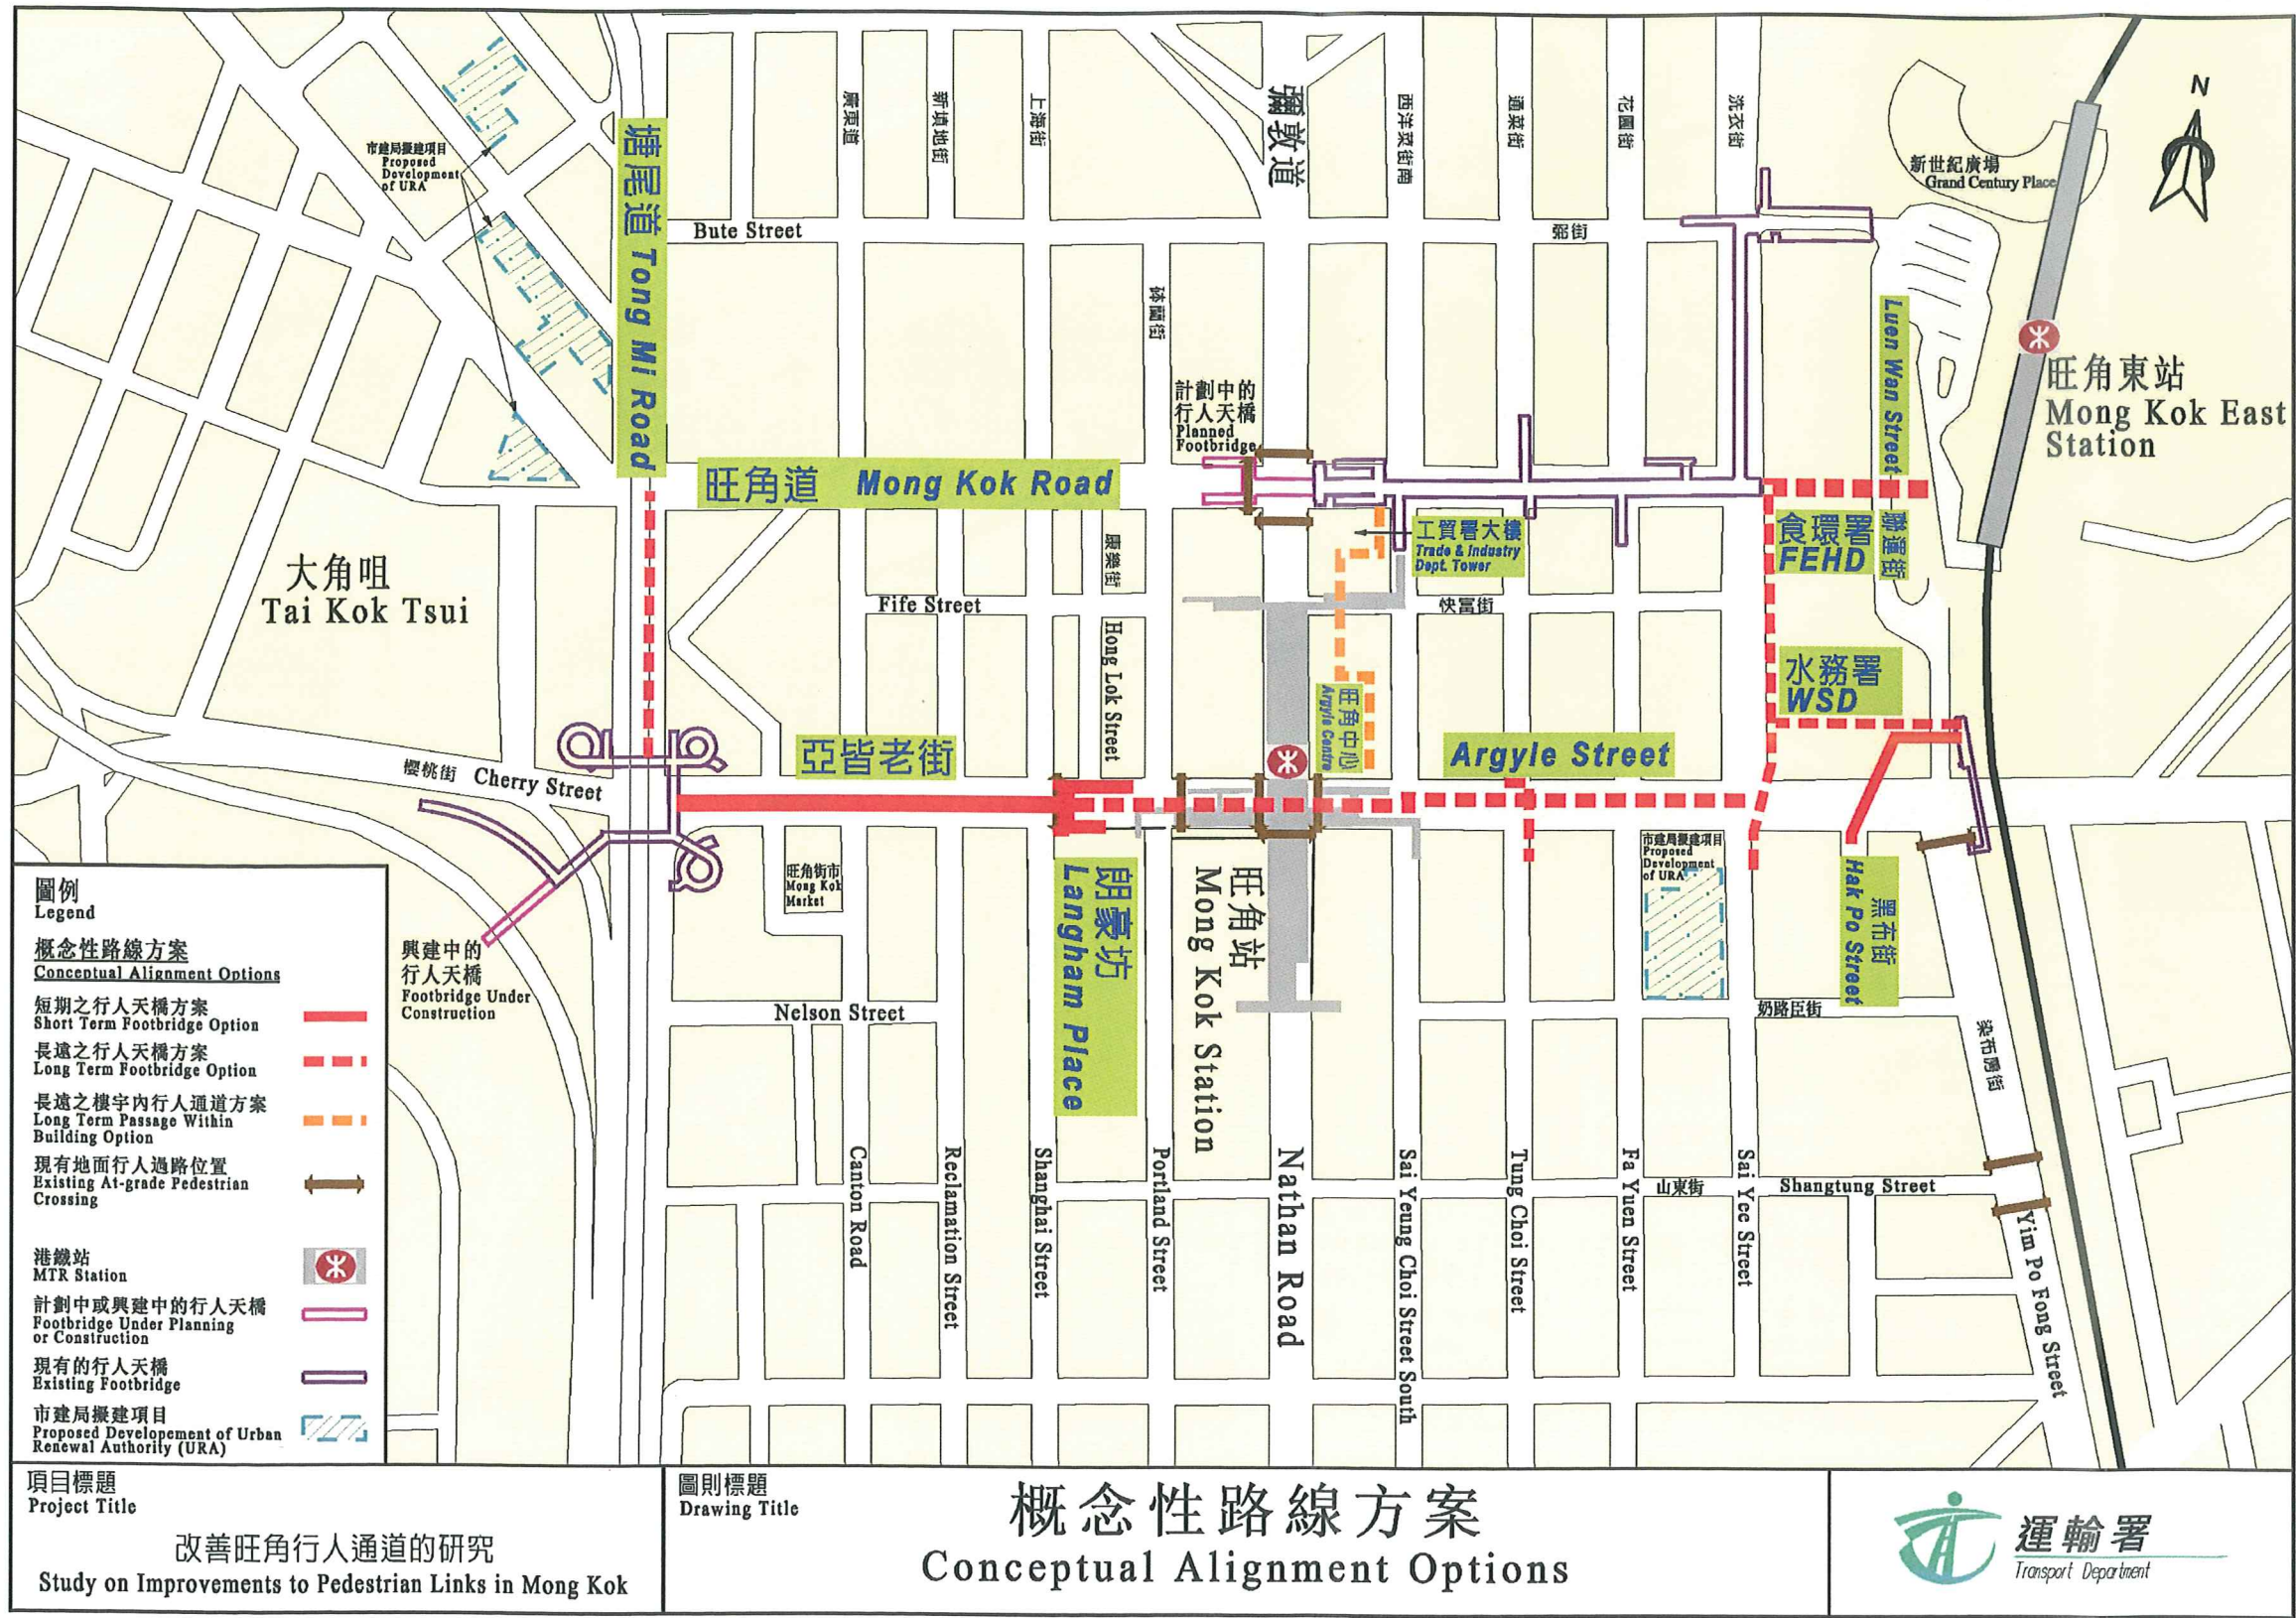 廣東道
新填地街
上海街
彌敦道
西洋菜街南
通菜街
花園街
洗衣街
N
市建局擬建項目
Proposed
Development
of URA
塘尾道 Tong Mi Road
新世紀廣場
Grand Century Place
Bute Street
弼街
砵蘭街
Luen Wan Street
聯運街
旺角東站
Mong Kok East
Station
計劃中的
行人天橋
Planned
Footbridge
旺角道 Mong Kok Road
工貿署大樓
Trade & Industry
Dept. Tower
食環署
FEHD
大角咀
Tai Kok Tsui
康樂街
Hong Lok Street
Fife Street
快富街
水務署
WSD
旺角中心
Argyle Centre
亞皆老街
Argyle Street
櫻桃街 Cherry Street
旺角街市
Mong Kok
Market
朗豪坊
Langham Place
旺角站
Mong Kok Station
市建局擬建項目
Proposed
Development
of URA
黑布街
Hak Po Street
興建中的
行人天橋
Footbridge Under
Construction
Nelson Street
奶路臣街
染布房街
Canton Road
Reclamation Street
Shanghai Street
Portland Street
Nathan Road
Sai Yeung Choi Street South
Tung Choi Street
Fa Yuen Street
Sai Yee Street
山東街
Shangtung Street
Yim Po Fong Street
圖例
Legend
概念性路線方案
Conceptual Alignment Options
短期之行人天橋方案
Short Term Footbridge Option
長遠之行人天橋方案
Long Term Footbridge Option
長遠之樓宇內行人通道方案
Long Term Passage Within
Building Option
現有地面行人過路位置
Existing At-grade Pedestrian
Crossing
港鐵站
MTR Station
計劃中或興建中的行人天橋
Footbridge Under Planning
or Construction
現有的行人天橋
Existing Footbridge
市建局擬建項目
Proposed Developement of Urban
Renewal Authority (URA)
項目標題
Project Title
改善旺角行人通道的研究
Study on Improvements to Pedestrian Links in Mong Kok
圖則標題
Drawing Title
概念性路線方案
Conceptual Alignment Options
運輸署
Transport Department